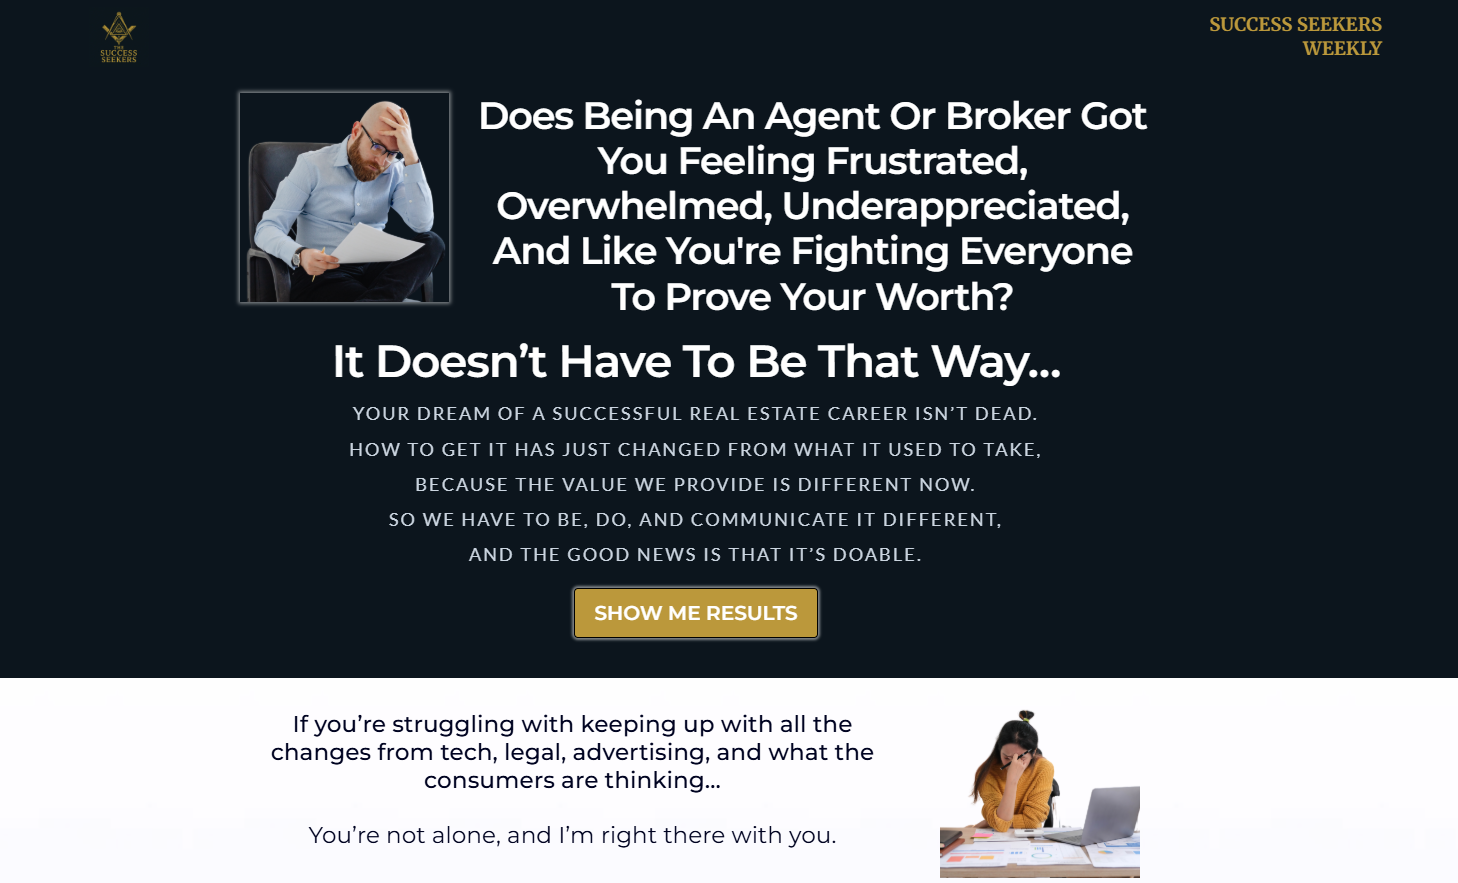 THE
SUCCESS
SEEKERS
SUCCESS SEEKERS
WEEKLY
Does Being An Agent Or Broker Got
You Feeling Frustrated,
Overwhelmed, Underappreciated,
And Like You're Fighting Everyone
To Prove Your Worth?
It Doesn’t Have To Be That Way...
YOUR DREAM OF A SUCCESSFUL REAL ESTATE CAREER ISN’T DEAD.
HOW TO GET IT HAS JUST CHANGED FROM WHAT IT USED TO TAKE,
BECAUSE THE VALUE WE PROVIDE IS DIFFERENT NOW.
SO WE HAVE TO BE, DO, AND COMMUNICATE IT DIFFERENT,
AND THE GOOD NEWS IS THAT IT’S DOABLE.
SHOW ME RESULTS
If you’re struggling with keeping up with all the
changes from tech, legal, advertising, and what the
consumers are thinking...
You’re not alone, and I’m right there with you.